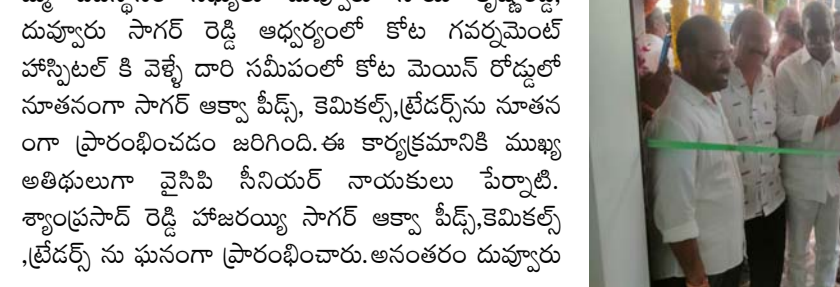 దువ్వూరు సాగర్ రెడ్డి ఆధ్వర్యంలో కోట గవర్నమెంట్
హాస్పిటల్ కి వెళ్ళే దారి సమీపంలో కోట మెయిన్ రోడ్డులో
నూతనంగా సాగర్ ఆక్వా పీడ్స్, కెమికల్స్,ట్రేడర్స్‌ను నూతన
ంగా ప్రారంభించడం జరిగింది.ఈ కార్యక్రమానికి ముఖ్య
అతిథులుగా వైసిపి సీనియర్ నాయకులు పేర్నాటి.
శ్యాంప్రసాద్ రెడ్డి హాజరయ్యి సాగర్ ఆక్వా పీడ్స్,కెమికల్స్
,ట్రేడర్స్ ను ఘనంగా ప్రారంభించారు.అనంతరం దువ్వూరు